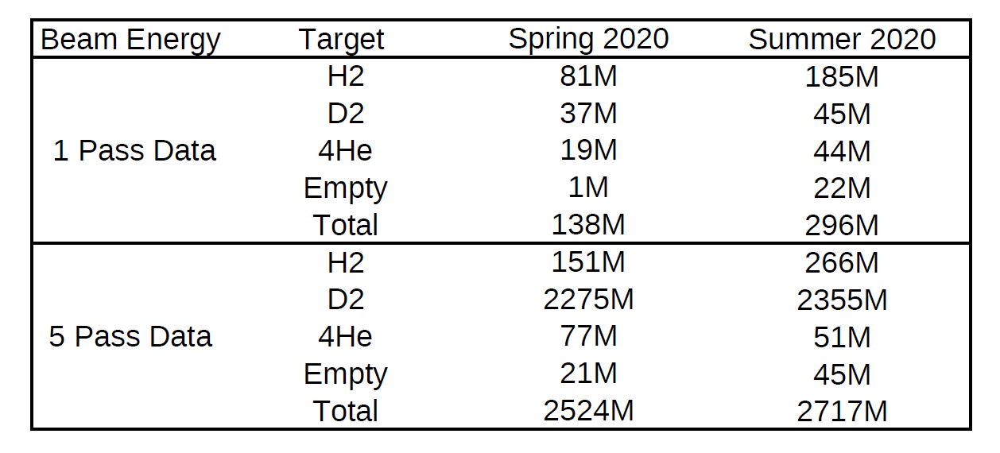 Beam Energy Target Spring 2020 Summer 2020
H2 81M 185M
D2 37M 45M
1 Pass Data 4He 19M 44M
Empty 1M 22M
Total 138M 296M
H2 151M 266M
D2 2275M 2355M
5 Pass Data 4He 77M 51M
Empty 21M 45M
Total 2524M 2717M